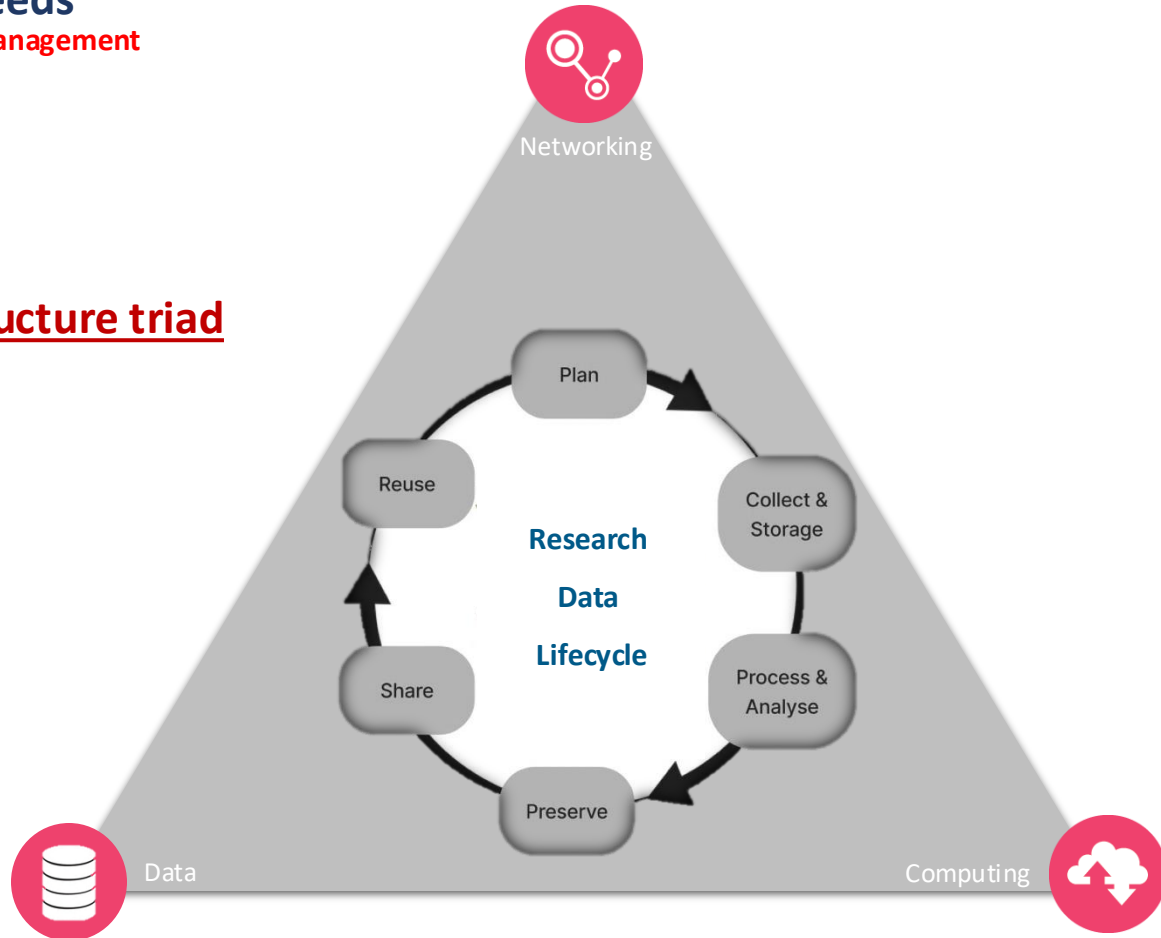 eeds
anagement
Networking
ucture triad
Plan
Reuse
Collect &
Storage
Research
Data
Lifecycle
Share
Process &
Analyse
Preserve
Data
Computing